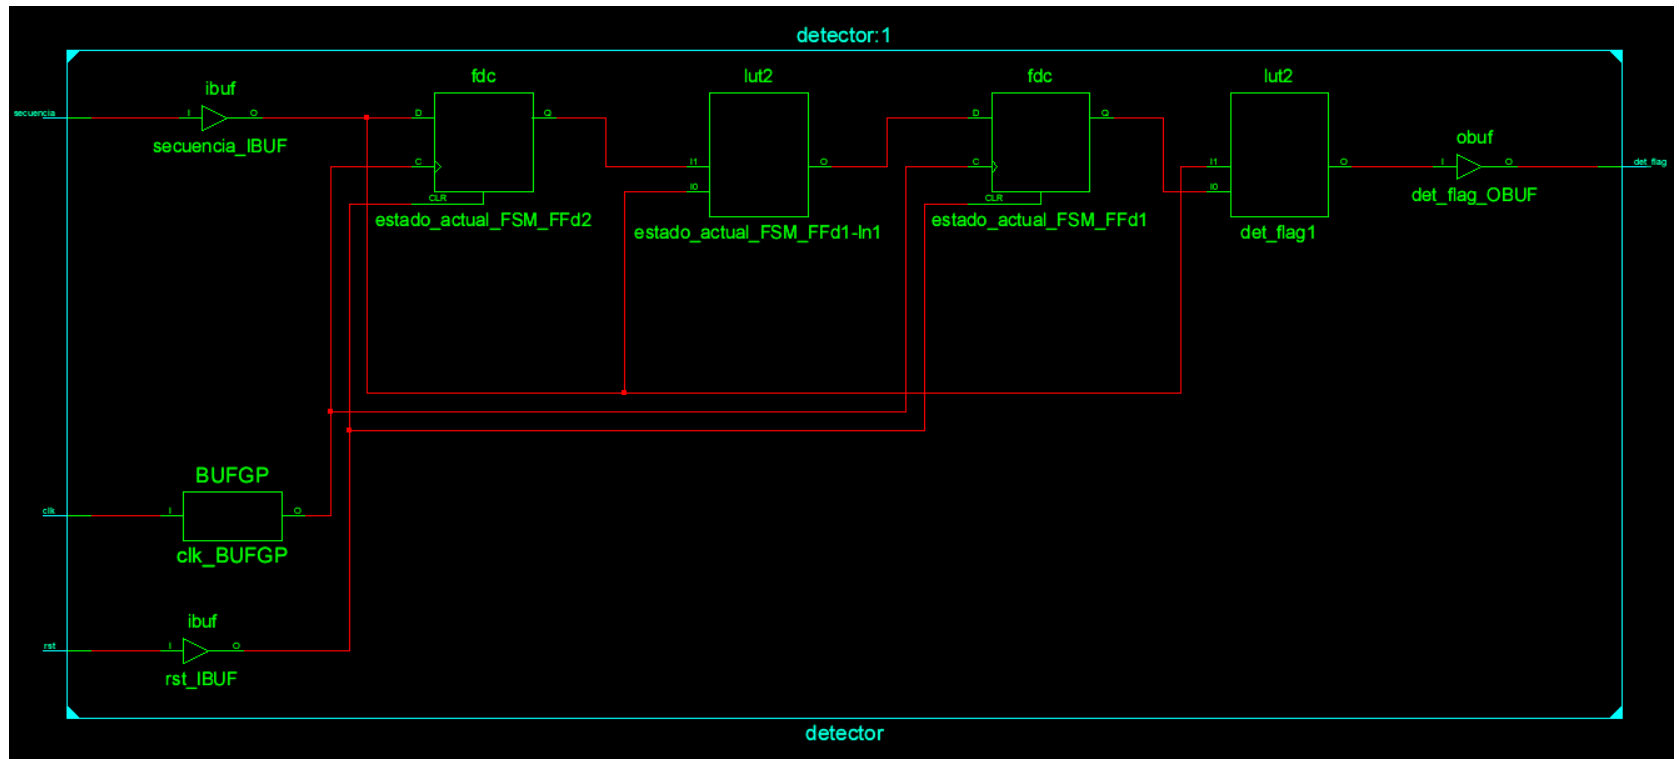 detector:1
fdc
lut2
fdc
lut2
ibuf
secuencia
I
O
D
Q
D
Q
secuencia_IBUF
obuf
C
I1
O
C
I1
O
I
O
det_flag
I0
I0
CLR
CLR
det_flag_OBUF
estado_actual_FSM_FFd2
estado_actual_FSM_FFd1-In1
estado_actual_FSM_FFd1
det_flag1
BUFGP
clk
I
O
clk_BUFGP
ibuf
rst
I
O
rst_IBUF
detector